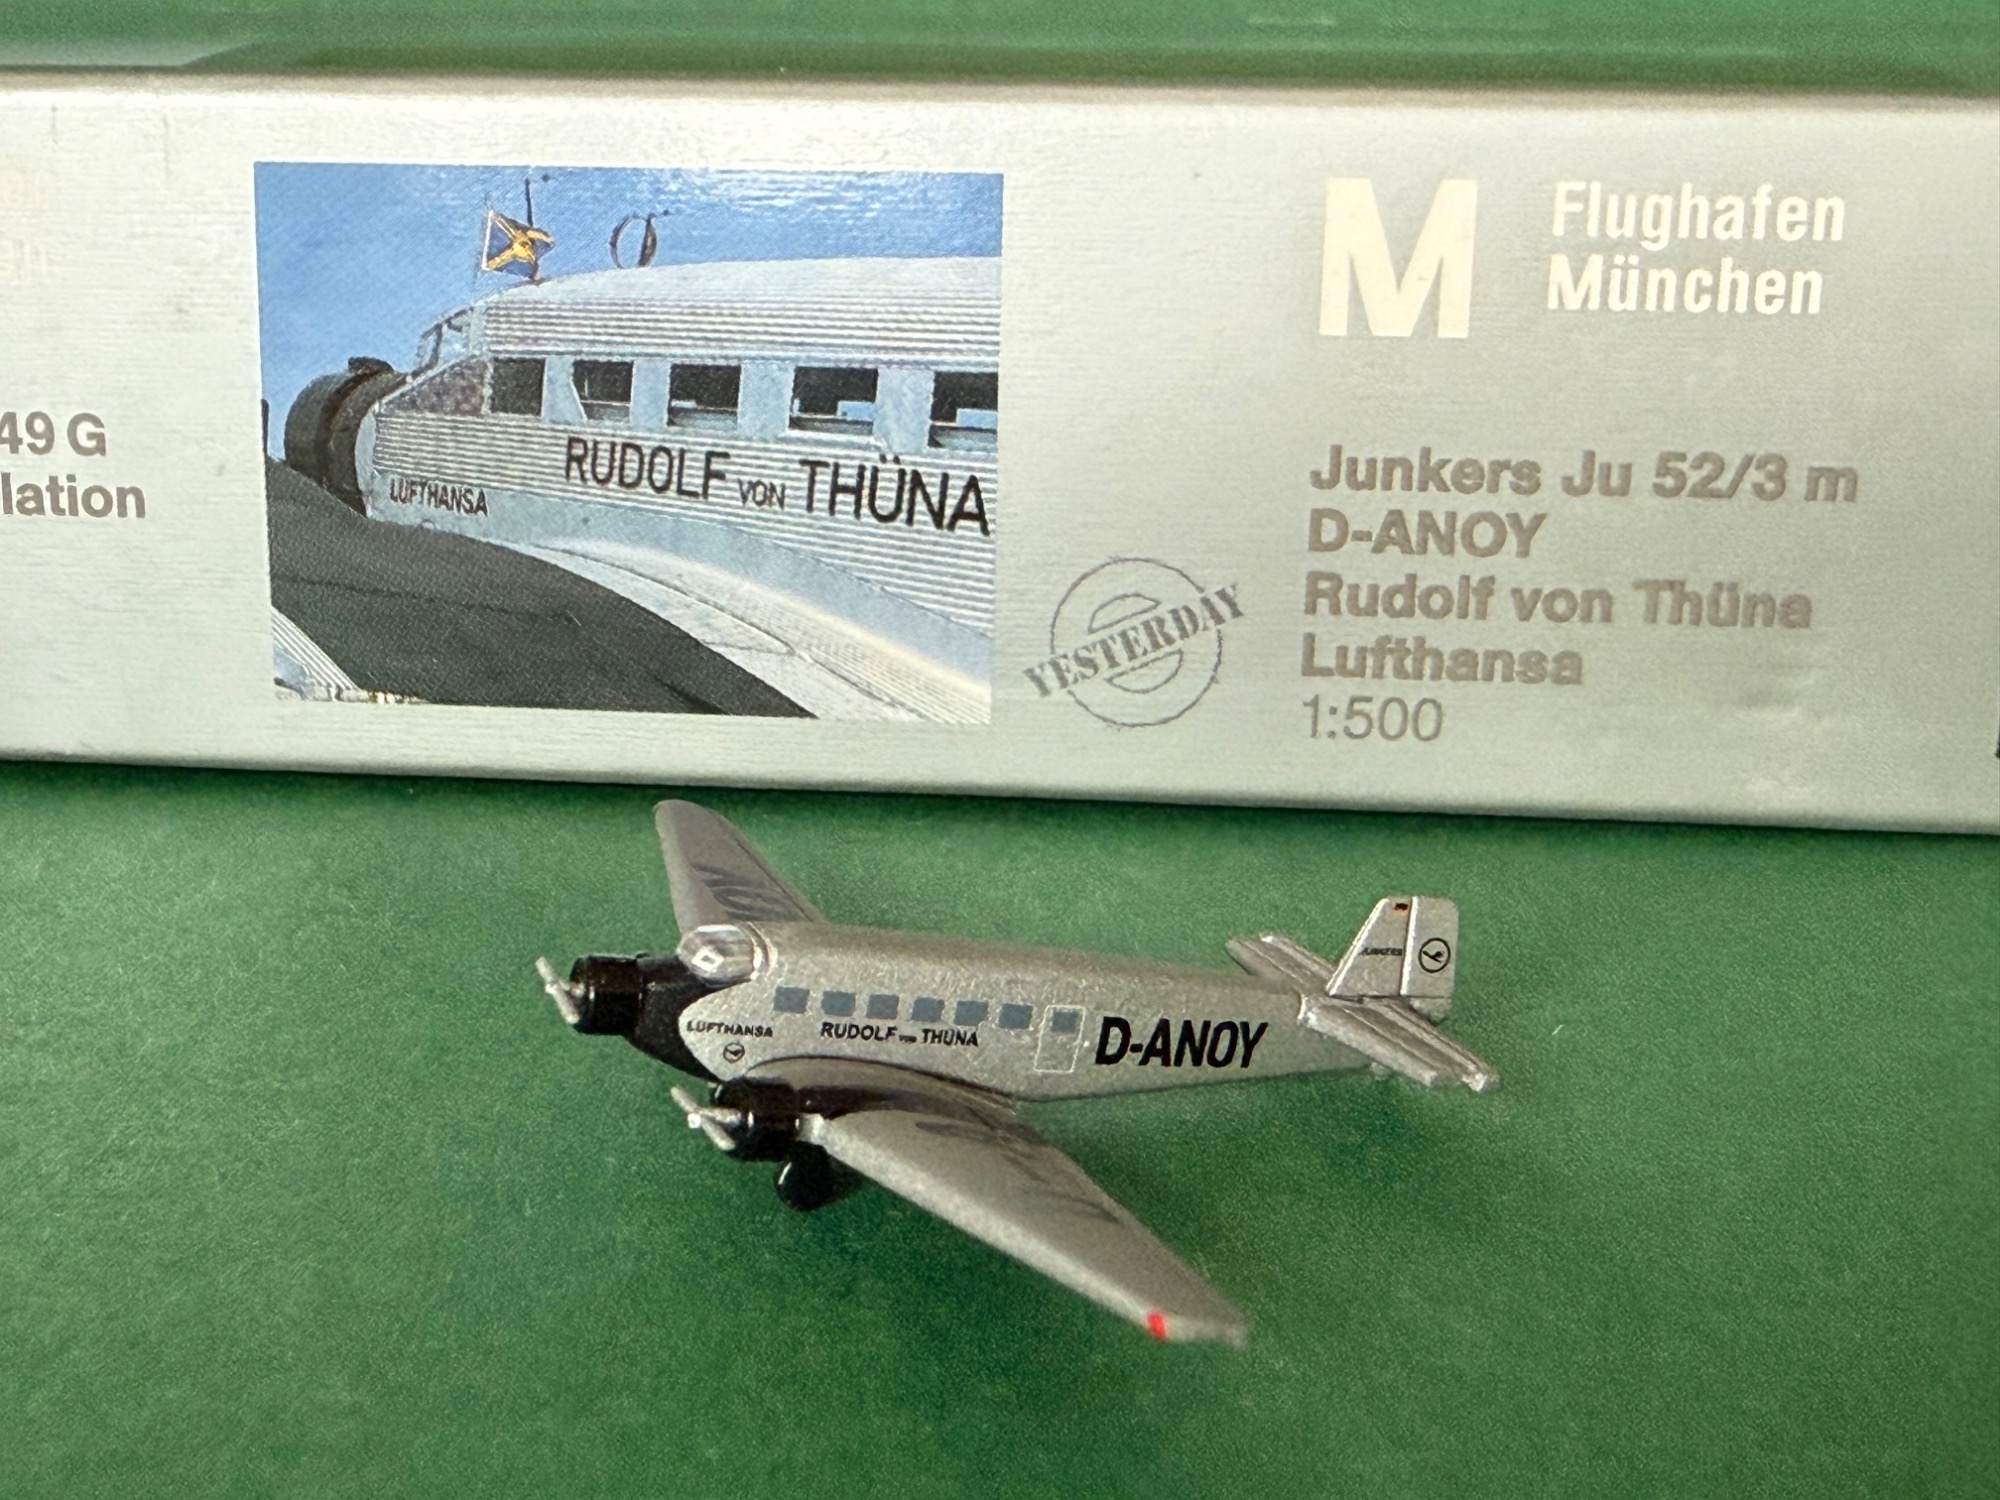 49 G
lation
RUDOLF VON THÜNA
LUFTHANSA
YESTERDAY
M
Flughafen
München
Junkers Ju 52/3 m
D-ANOY
Rudolf von Thüna
Lufthansa
1:500
D
JUNKERS
LUFTHANSA
RUDOLF VON THÜNA
D-ANOY